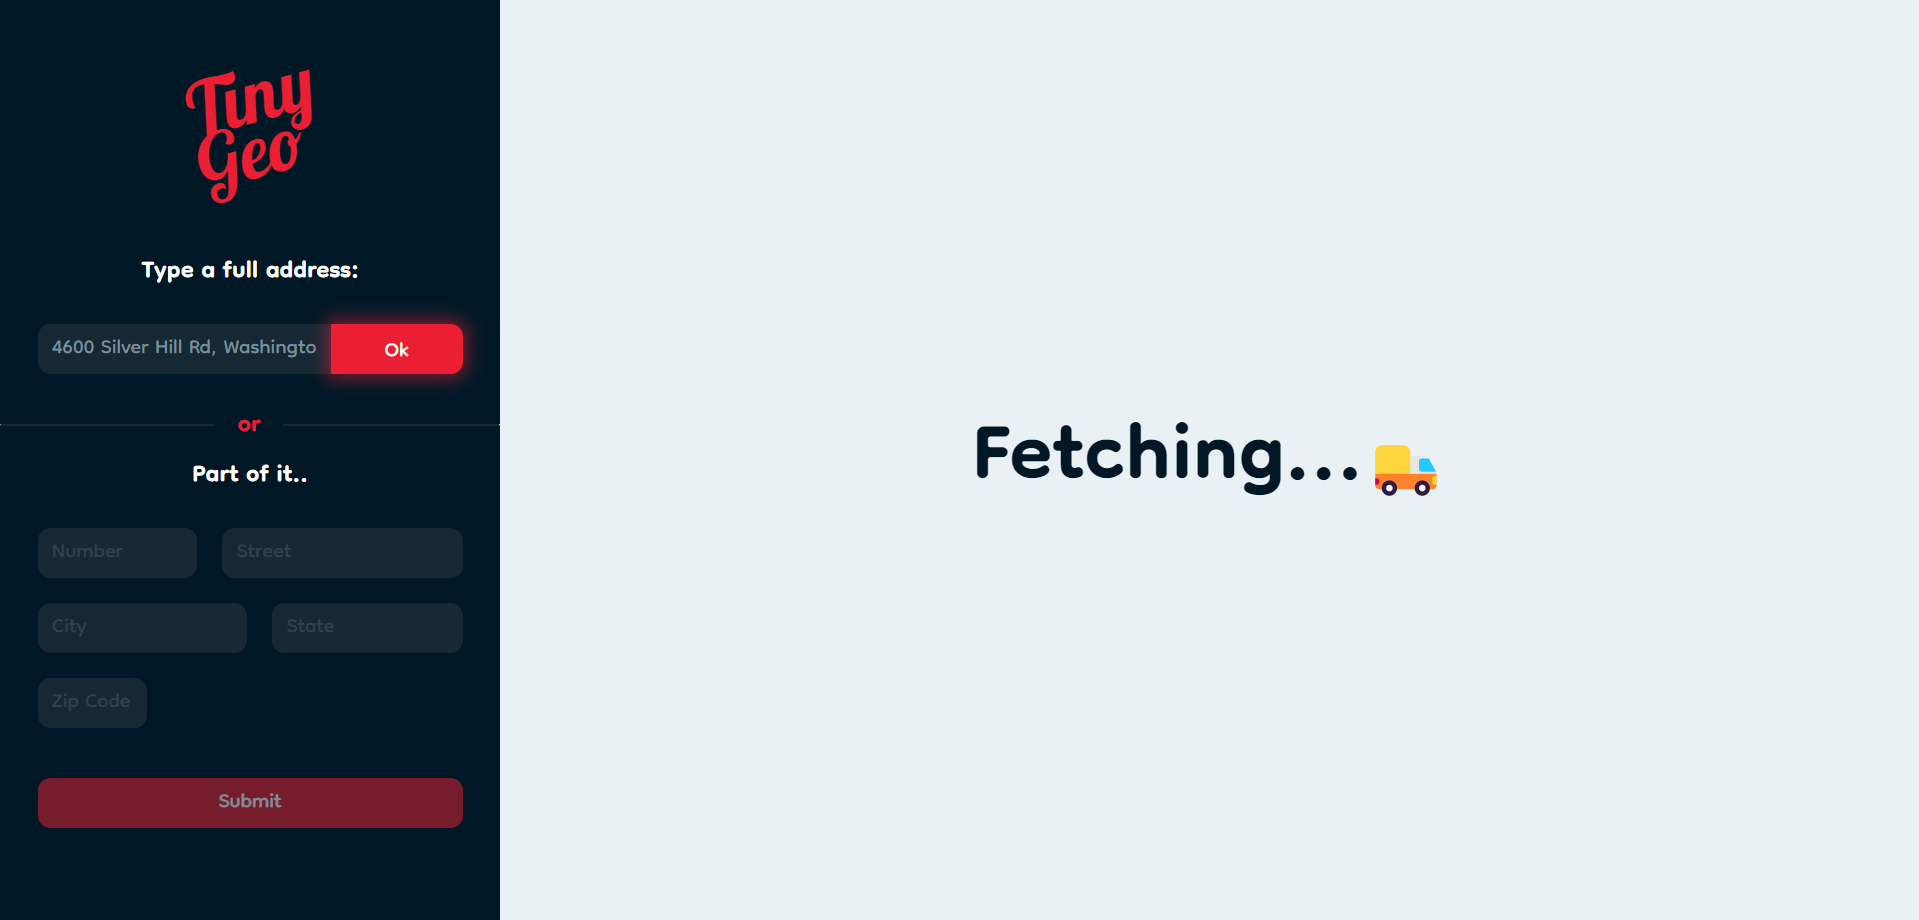 Tiny
Geo
Type a full address:
4600 Silver Hill Rd, Washingto
Ok
or
Part of it..
Number
Street
City
State
Zip Code
Submit
Fetching...